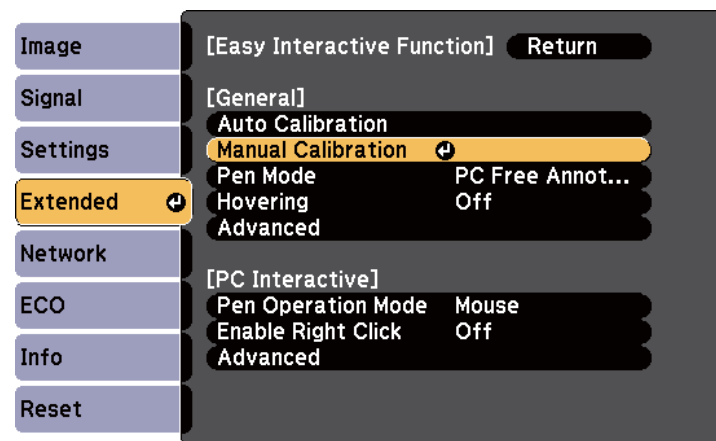 Image
Signal
Settings
Extended
Network
ECO
Info
Reset
[Easy Interactive Function] Return
[General]
Auto Calibration
Manual Calibration
Pen Mode PC Free Annot...
Hovering Off
Advanced
[PC Interactive]
Pen Operation Mode Mouse
Enable Right Click Off
Advanced